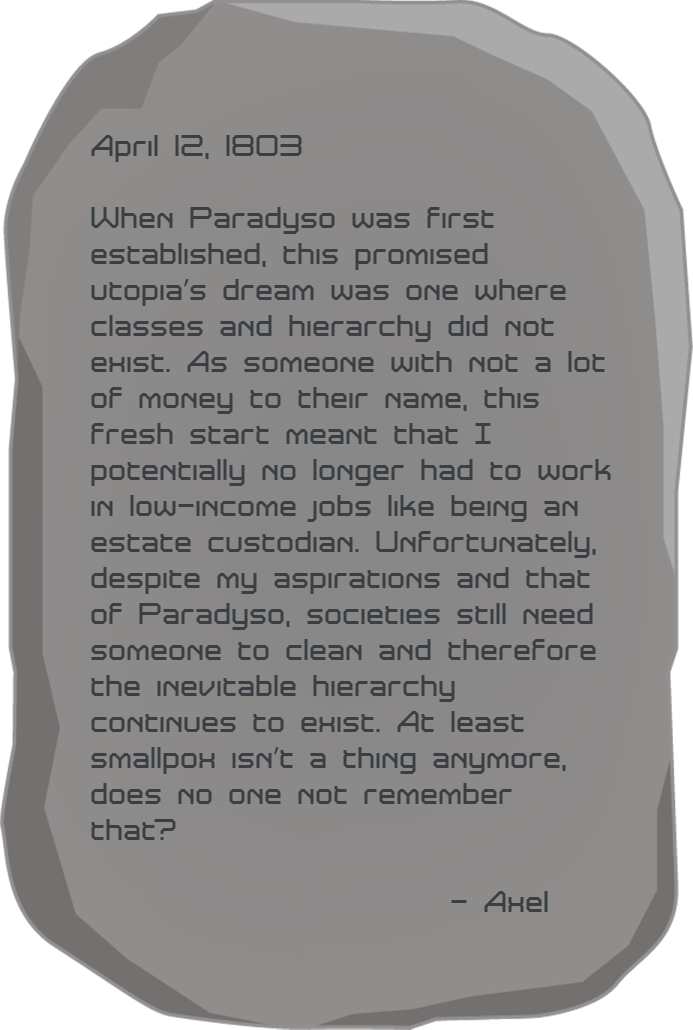 April 12, 1803
When Paradyso was first
established, this promised
utopia's dream was one where
classes and hierarchy did not
exist. As someone with not a lot
of money to their name, this
fresh start meant that I
potentially no longer had to work
in low-income jobs like being an
estate custodian. Unfortunately,
despite my aspirations and that
of Paradyso, societies still need
someone to clean and therefore
the inevitable hierarchy
continues to exist. At least
smallpox isn't a thing anymore,
does no one not remember
that?
- Axel